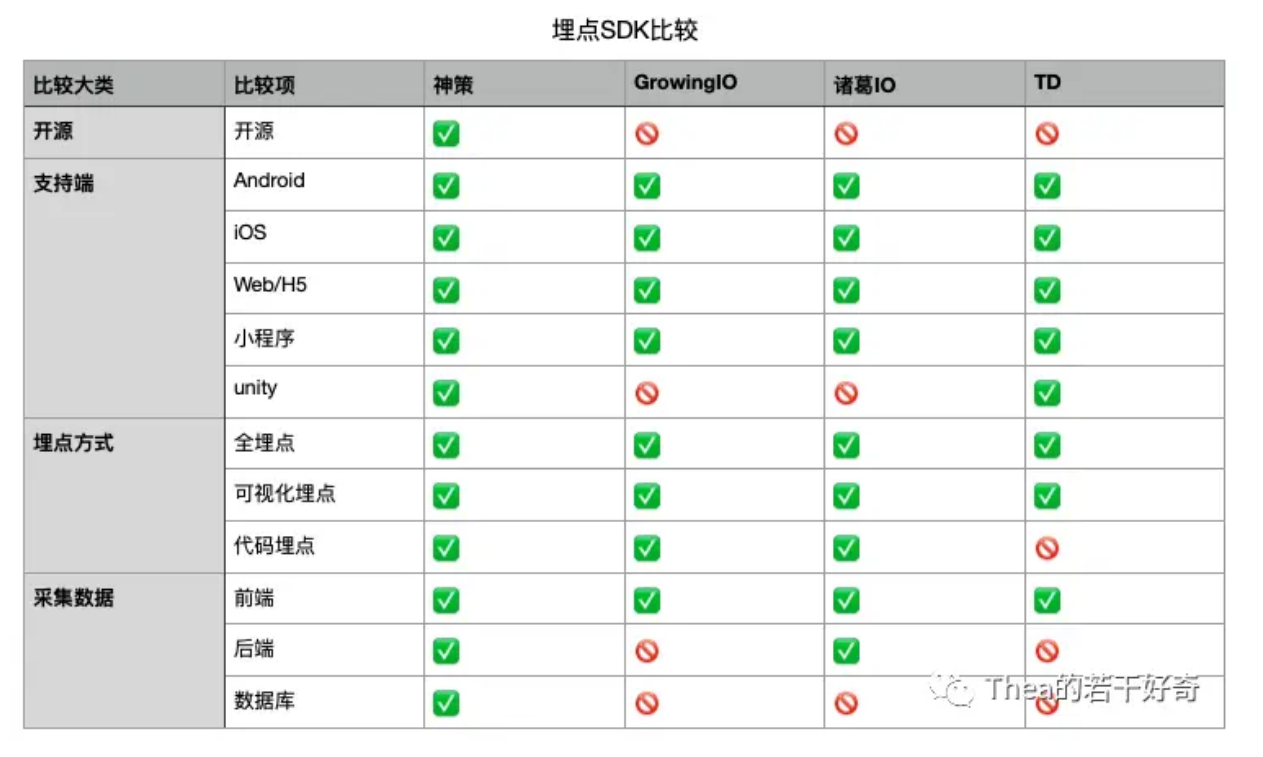 埋点SDK比较
比较大类 比较项 神策 GrowingIO 诸葛IO TD
开源 开源 ✅ 🚫 🚫 🚫
支持端 Android ✅ ✅ ✅ ✅
iOS ✅ ✅ ✅ ✅
Web/H5 ✅ ✅ ✅ ✅
小程序 ✅ ✅ ✅ ✅
unity ✅ 🚫 🚫 ✅
埋点方式 全埋点 ✅ ✅ ✅ ✅
可视化埋点 ✅ ✅ ✅ ✅
代码埋点 ✅ ✅ ✅ 🚫
采集数据 前端 ✅ ✅ ✅ ✅
后端 ✅ 🚫 ✅ 🚫
数据库 ✅ 🚫 🚫 🚫
Thea的若干好奇